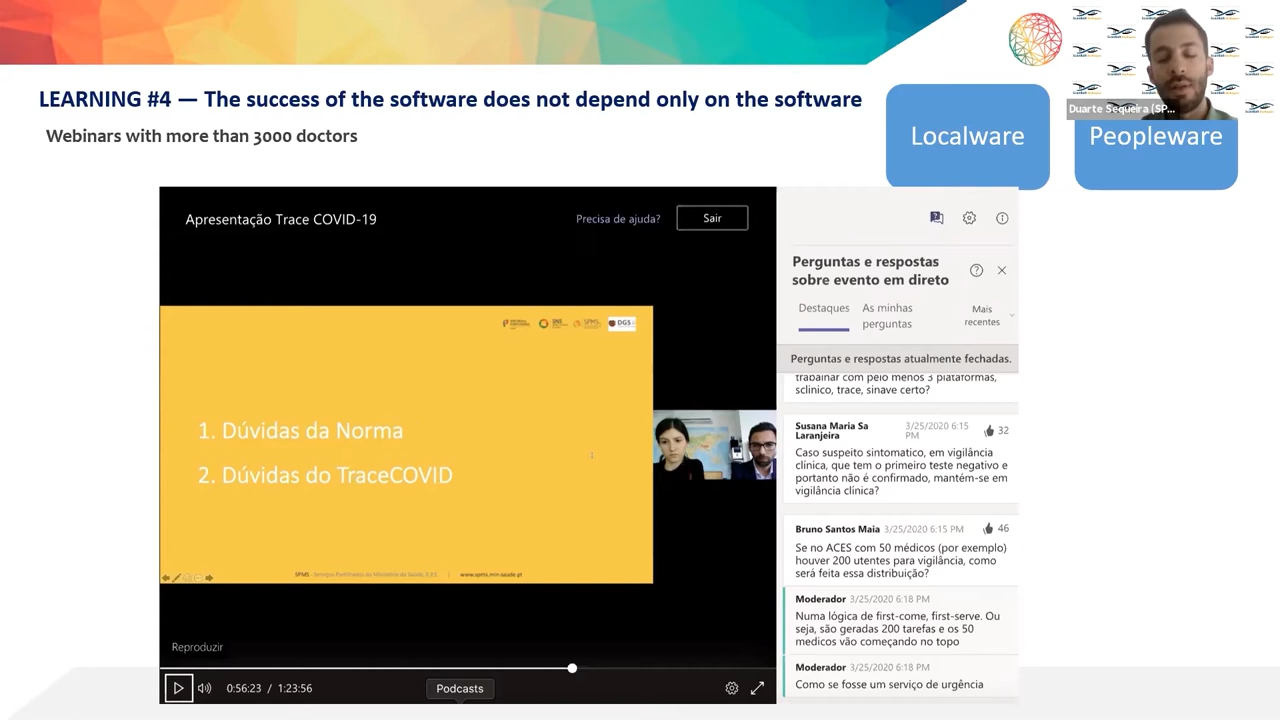 LEARNING #4 — The success of the software does not depend only on the software
Webinars with more than 3000 doctors
Localware
Peopleware
Duarte Sequeira (SP...
Apresentação Trace COVID-19
Precisa de ajuda?
Sair
DGS
1. Dúvidas da Norma
2. Dúvidas do TraceCOVID
SPMS - Serviços Partilhados do Ministério da Saúde, E.P.E. | www.spms.min-saude.pt
Reproduzir
0:56:23 / 1:23:56
Podcasts
Perguntas e respostas
sobre evento em direto
Destaques
As minhas
perguntas
Mais
recentes
Perguntas e respostas atualmente fechadas.
trabalhar com pelo menos 3 plataformas,
sclinico, trace, sinave certo?
Susana Maria Sa
Laranjeira
3/25/2020 6:15
PM
32
Caso suspeito sintomatico, em vigilância
clinica, que tem o primeiro teste negativo e
portanto não é confirmado, mantém-se em
vigilância clinica?
Bruno Santos Maia 3/25/2020 6:15 PM 46
Se no ACES com 50 médicos (por exemplo)
houver 200 utentes para vigilância, como
será feita essa distribuição?
Moderador 3/25/2020 6:18 PM
Numa lógica de first-come, first-serve. Ou
seja, são geradas 200 tarefas e os 50
medicos vão começando no topo
Moderador 3/25/2020 6:18 PM
Como se fosse um serviço de urgência